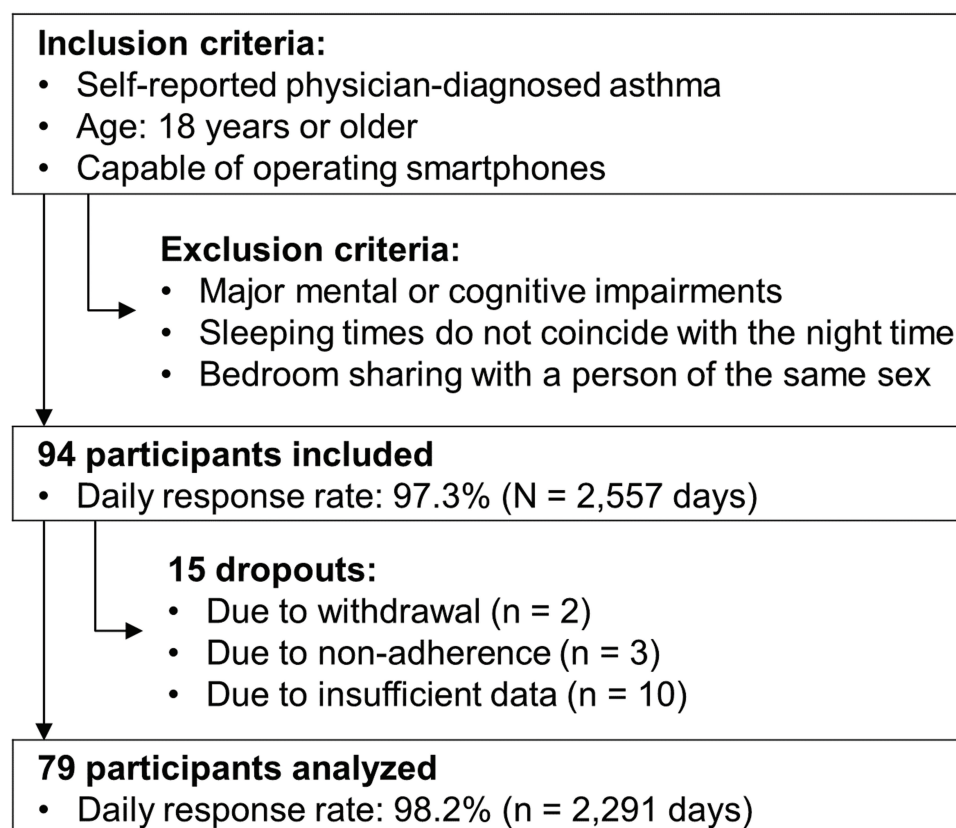 Inclusion criteria:
• Self-reported physician-diagnosed asthma
• Age: 18 years or older
• Capable of operating smartphones
Exclusion criteria:
• Major mental or cognitive impairments
• Sleeping times do not coincide with the night time
• Bedroom sharing with a person of the same sex
94 participants included
• Daily response rate: 97.3% (N = 2,557 days)
15 dropouts:
• Due to withdrawal (n = 2)
• Due to non-adherence (n = 3)
• Due to insufficient data (n = 10)
79 participants analyzed
• Daily response rate: 98.2% (n = 2,291 days)